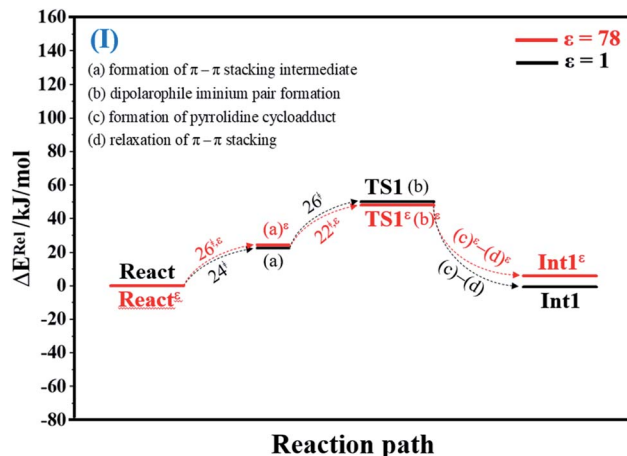 160
140
120
100
80
60
40
20
0
-20
-40
-60
-80
ΔE^Rel/kJ/mol
(I)
ε = 78
ε = 1
(a) formation of π – π stacking intermediate
(b) dipolarophile iminium pair formation
(c) formation of pyrrolidine cycloadduct
(d) relaxation of π – π stacking
React
React^ε
26^‡,ε
24^‡
(a)^ε
(a)
26^‡
22^‡,ε
TS1 (b)
TS1^ε (b)^ε
(c)^ε–(d)^ε
(c)–(d)
Int1^ε
Int1
Reaction path